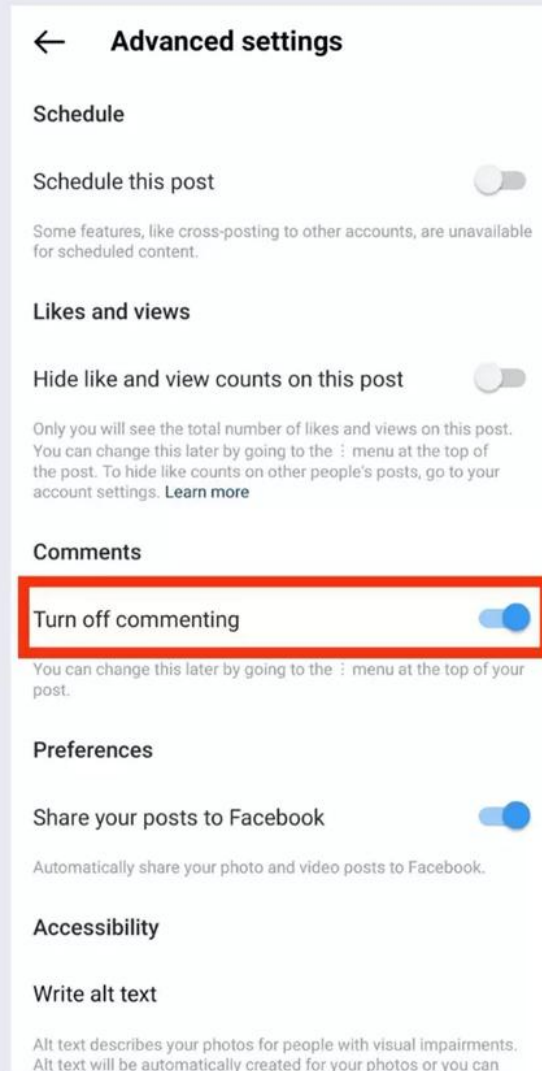 Advanced settings
Schedule
Schedule this post
Some features, like cross-posting to other accounts, are unavailable
for scheduled content.
Likes and views
Hide like and view counts on this post
Only you will see the total number of likes and views on this post.
You can change this later by going to the ⋮ menu at the top of
the post. To hide like counts on other people's posts, go to your
account settings. Learn more
Comments
Turn off commenting
You can change this later by going to the ⋮ menu at the top of your
post.
Preferences
Share your posts to Facebook
Automatically share your photo and video posts to Facebook.
Accessibility
Write alt text
Alt text describes your photos for people with visual impairments.
Alt text will be automatically created for your photos or you can